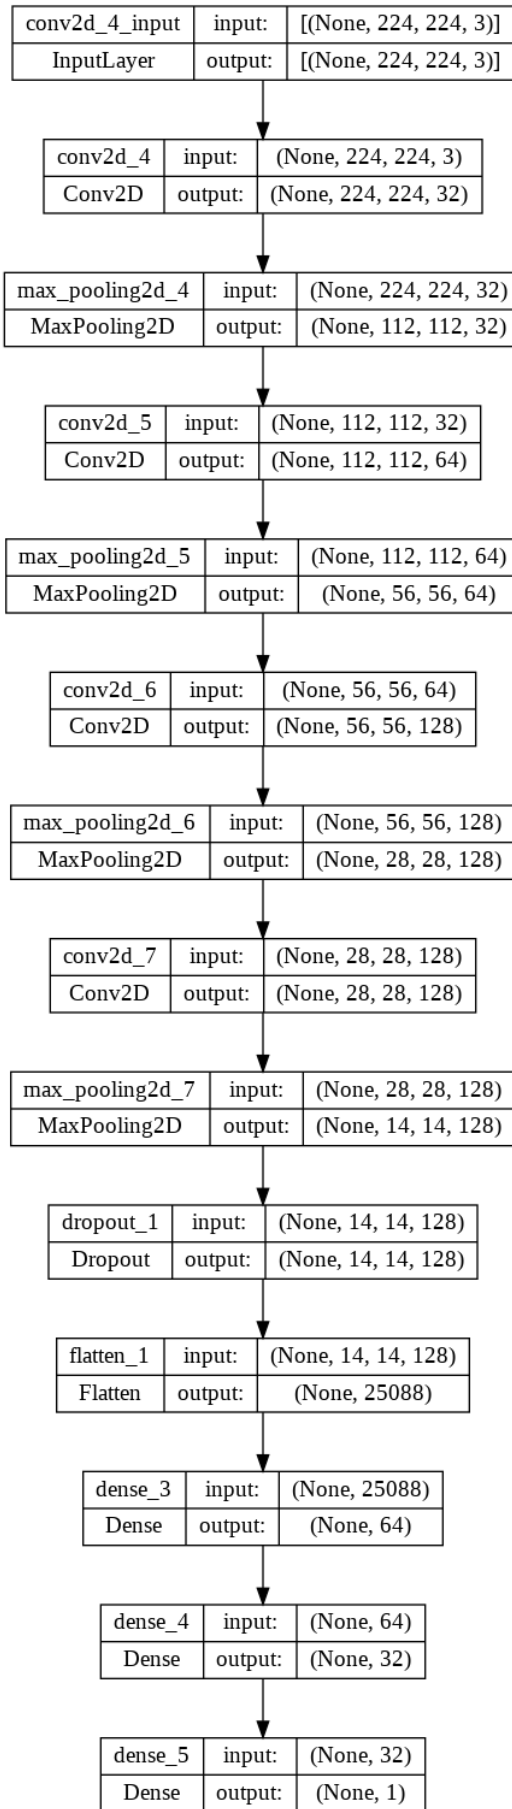 conv2d_4_input input: [(None, 224, 224, 3)]
InputLayer output: [(None, 224, 224, 3)]
conv2d_4 input: (None, 224, 224, 3)
Conv2D output: (None, 224, 224, 32)
max_pooling2d_4 input: (None, 224, 224, 32)
MaxPooling2D output: (None, 112, 112, 32)
conv2d_5 input: (None, 112, 112, 32)
Conv2D output: (None, 112, 112, 64)
max_pooling2d_5 input: (None, 112, 112, 64)
MaxPooling2D output: (None, 56, 56, 64)
conv2d_6 input: (None, 56, 56, 64)
Conv2D output: (None, 56, 56, 128)
max_pooling2d_6 input: (None, 56, 56, 128)
MaxPooling2D output: (None, 28, 28, 128)
conv2d_7 input: (None, 28, 28, 128)
Conv2D output: (None, 28, 28, 128)
max_pooling2d_7 input: (None, 28, 28, 128)
MaxPooling2D output: (None, 14, 14, 128)
dropout_1 input: (None, 14, 14, 128)
Dropout output: (None, 14, 14, 128)
flatten_1 input: (None, 14, 14, 128)
Flatten output: (None, 25088)
dense_3 input: (None, 25088)
Dense output: (None, 64)
dense_4 input: (None, 64)
Dense output: (None, 32)
dense_5 input: (None, 32)
Dense output: (None, 1)